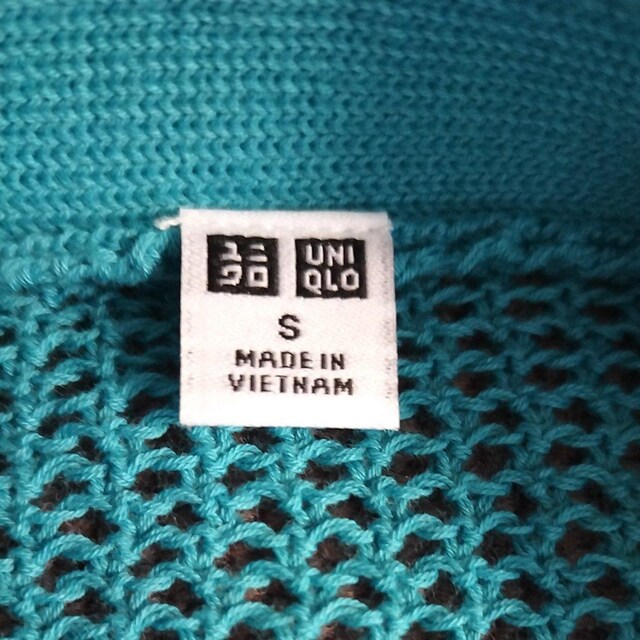 ユニ UNI
クロ QLO
S
MADE IN
VIETNAM